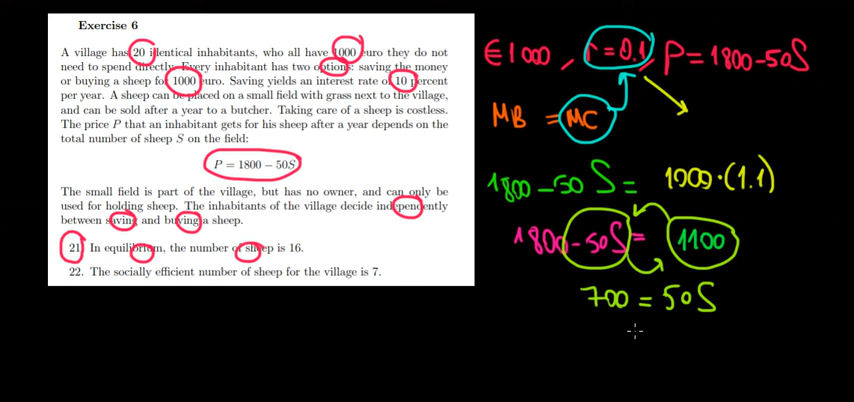 Exercise 6
A village has 20 identical inhabitants, who all have 1000 euro they do not
need to spend directly. Every inhabitant has two options: saving the money
or buying a sheep for 1000 euro. Saving yields an interest rate of 10 percent
per year. A sheep can be placed on a small field with grass next to the village,
and can be sold after a year to a butcher. Taking care of a sheep is costless.
The price P that an inhabitant gets for his sheep after a year depends on the
total number of sheep S on the field:
P = 1800 − 50S
The small field is part of the village, but has no owner, and can only be
used for holding sheep. The inhabitants of the village decide independently
between saving and buying a sheep.
21. In equilibrium, the number of sheep is 16.
22. The socially efficient number of sheep for the village is 7.
€1000, r=0.1, P=1800-50S
MB = MC
1800-50S = 1000·(1.1)
1800-50S = 1100
700 = 50S